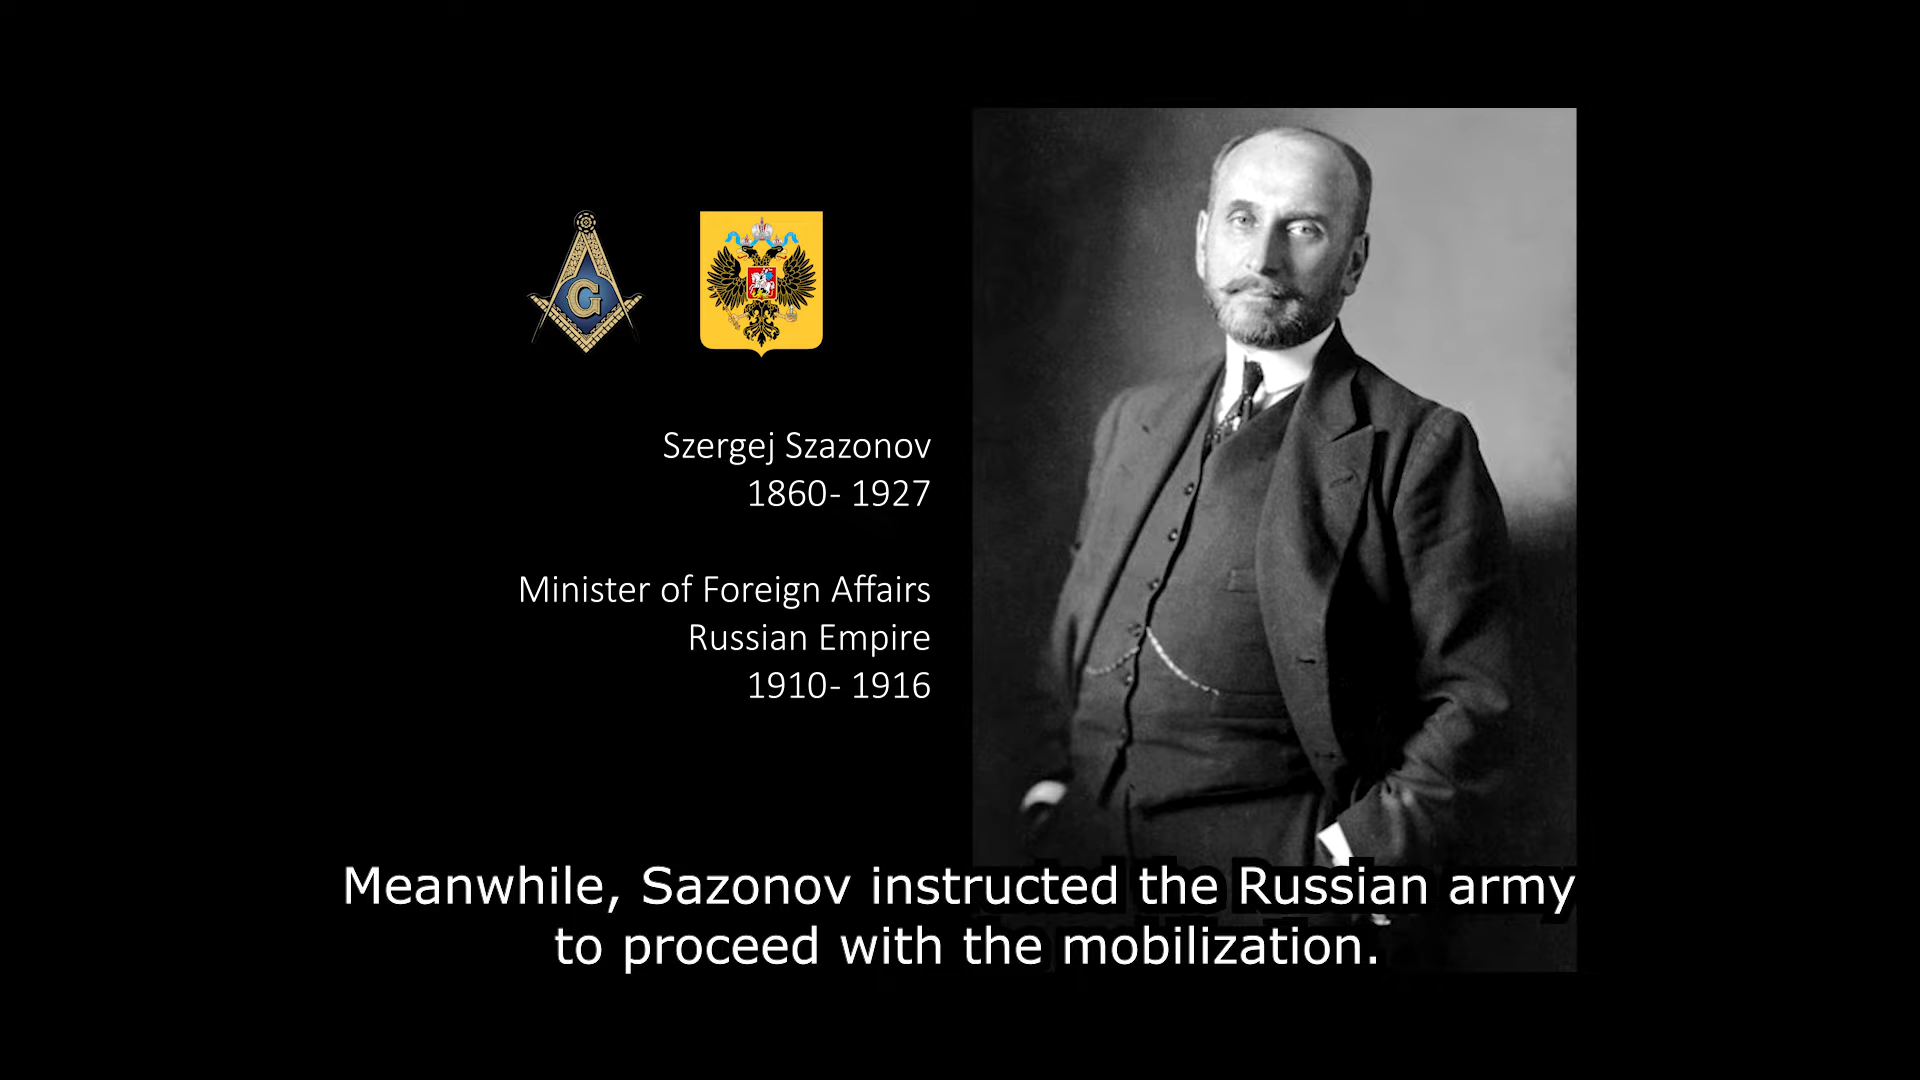 G
Szergej Szazonov
1860- 1927
Minister of Foreign Affairs
Russian Empire
1910- 1916
Meanwhile, Sazonov instructed the Russian army
to proceed with the mobilization.